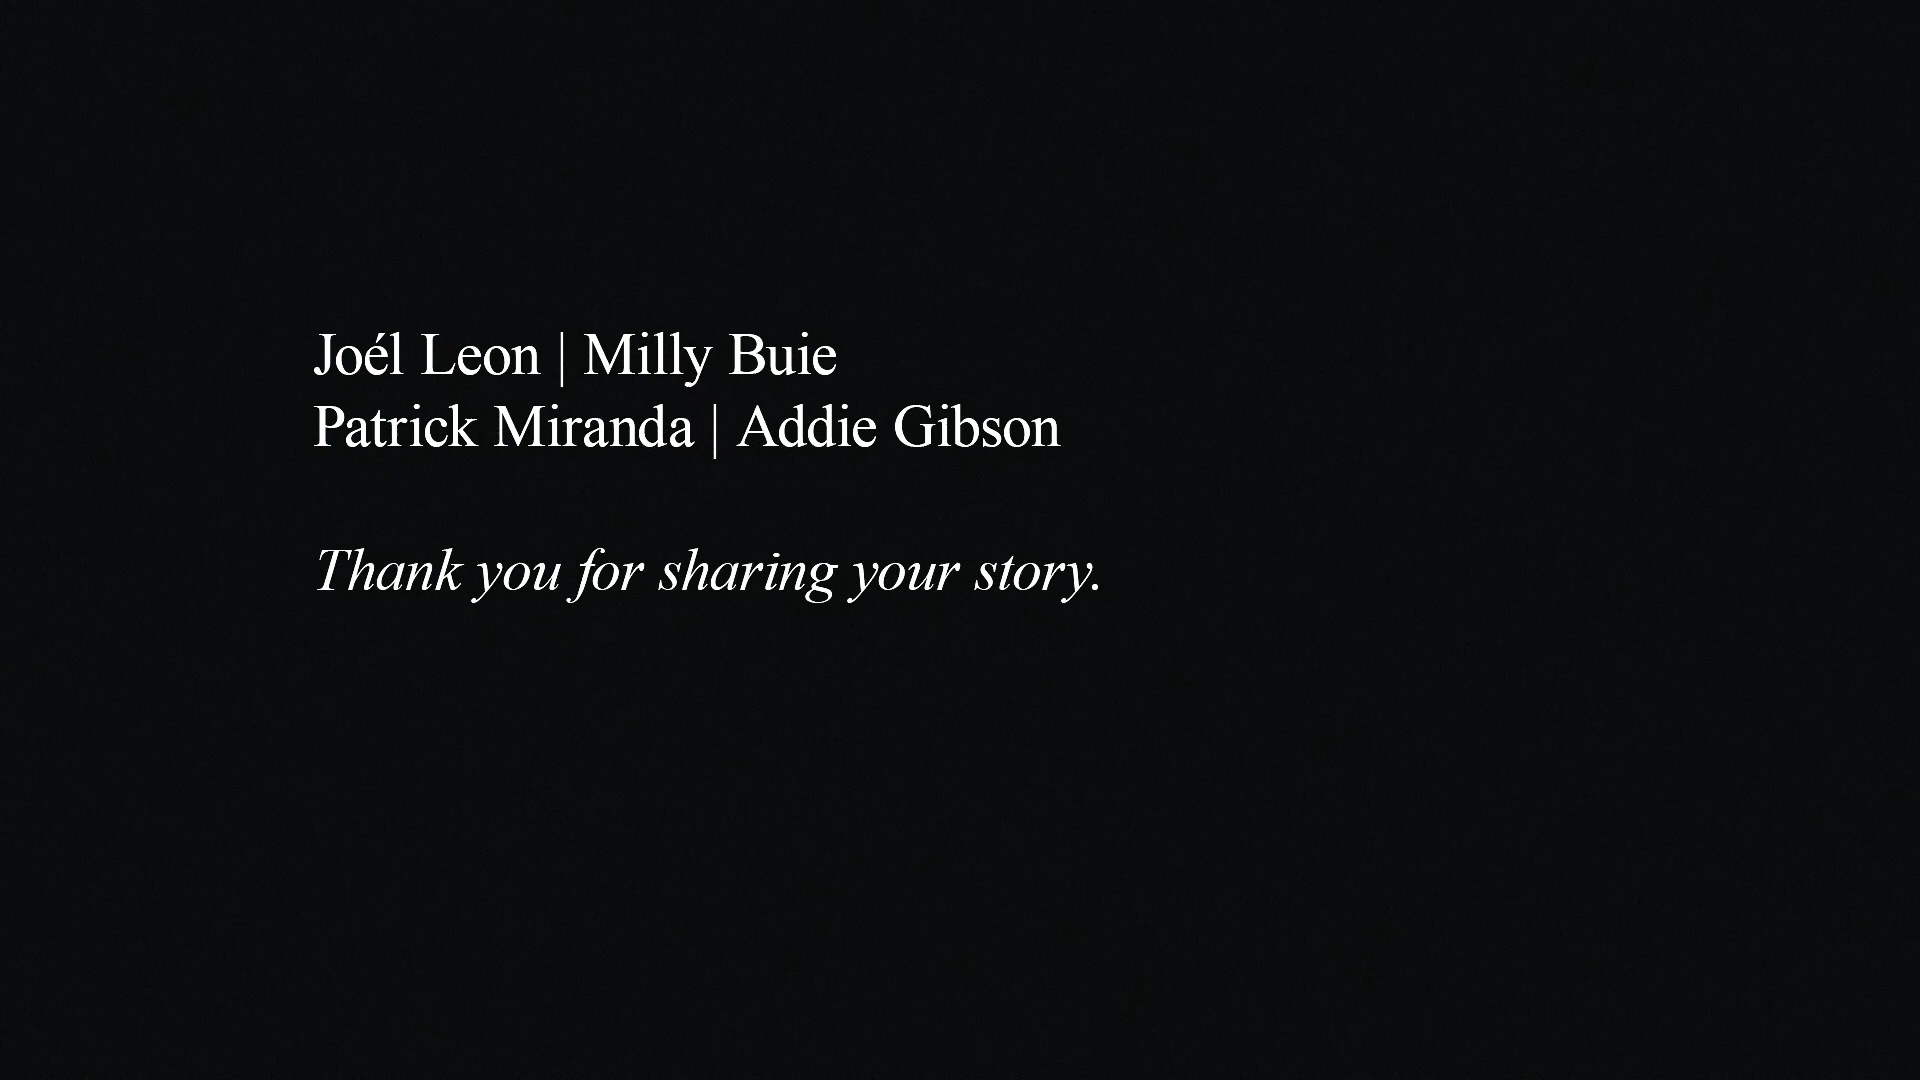 Joél Leon | Milly Buie
Patrick Miranda | Addie Gibson
Thank you for sharing your story.